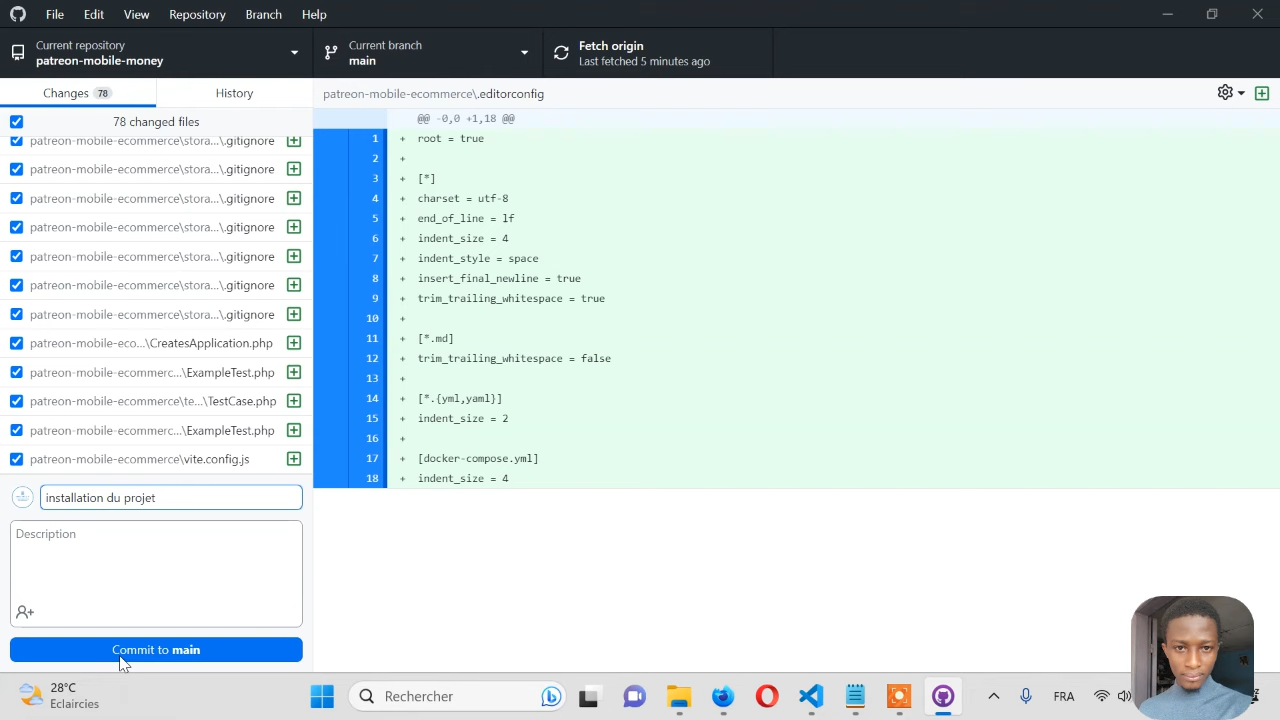 File Edit View Repository Branch Help
Current repository
patreon-mobile-money
Current branch
main
Fetch origin
Last fetched 5 minutes ago
Changes 78
History
patreon-mobile-ecommerce\.editorconfig
78 changed files
patreon-mobile-ecommerce\stora...\.gitignore
patreon-mobile-ecommerce\stora...\.gitignore
patreon-mobile-ecommerce\stora...\.gitignore
patreon-mobile-ecommerce\stora...\.gitignore
patreon-mobile-ecommerce\stora...\.gitignore
patreon-mobile-ecommerce\stora...\.gitignore
patreon-mobile-ecommerce\stora...\.gitignore
patreon-mobile-eco...\CreatesApplication.php
patreon-mobile-ecommerc...\ExampleTest.php
patreon-mobile-ecommerce\te...\TestCase.php
patreon-mobile-ecommerc...\ExampleTest.php
patreon-mobile-ecommerce\vite.config.js
installation du projet
Description
Commit to main
@@ -0,0 +1,18 @@
1 + root = true
2 +
3 + [*]
4 + charset = utf-8
5 + end_of_line = lf
6 + indent_size = 4
7 + indent_style = space
8 + insert_final_newline = true
9 + trim_trailing_whitespace = true
10 +
11 + [*.md]
12 + trim_trailing_whitespace = false
13 +
14 + [*.{yml,yaml}]
15 + indent_size = 2
16 +
17 + [docker-compose.yml]
18 + indent_size = 4
28°C
Eclaircies
Rechercher
FRA